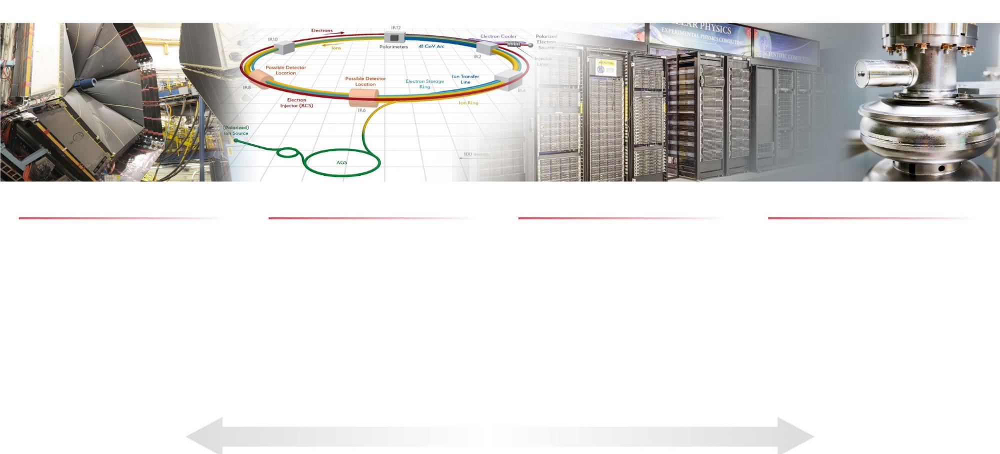 IR12
Electrons
IR10
Ions
Polarimeters
41 GeV Arc
Electron Cooler
Polarized
Electron
Source
IR2
Injector
Linac
Possible Detector
Location
IR8
Possible Detector
Location
Electron Storage
Ring
Ion Transfer
Line
IR4
Electron
Injector (RCS)
IR6
Ion Ring
(Polarized)
Ion Source
AGS
100 meters
PHYSICS
EXPERIMENTAL PHYSICS COMPUTING
SCIENTIFIC COMPUTING
CAUTION